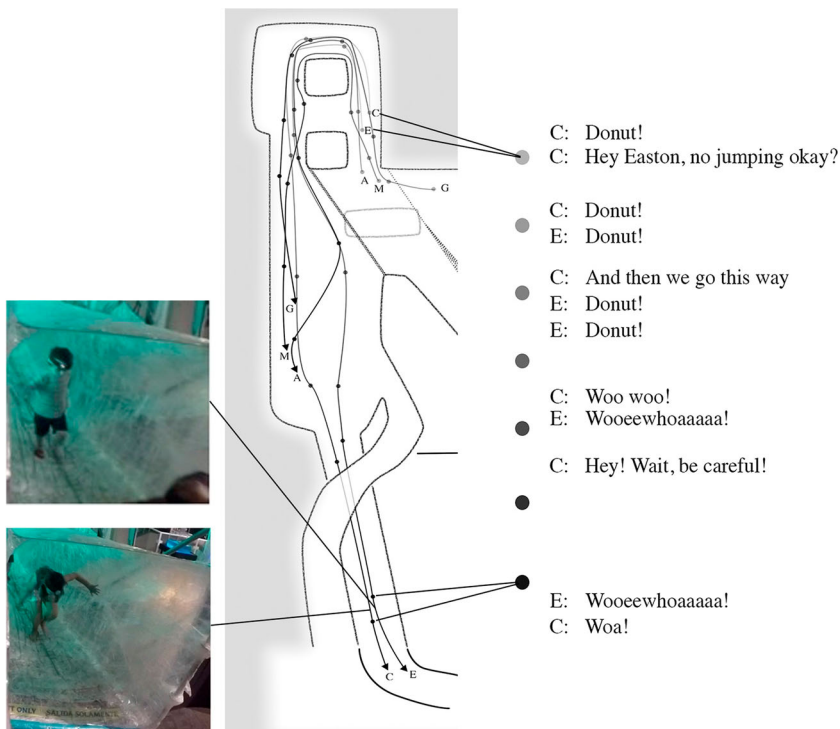 C: Donut!
C: Hey Easton, no jumping okay?
C: Donut!
E: Donut!
C: And then we go this way
E: Donut!
E: Donut!
C: Woo woo!
E: Wooeewhoaaaaa!
C: Hey! Wait, be careful!
E: Wooeewhoaaaaa!
C: Woa!
C
E
A
M
G
G
M
A
C
E
E ONLY SALIDA SOLAMENTE